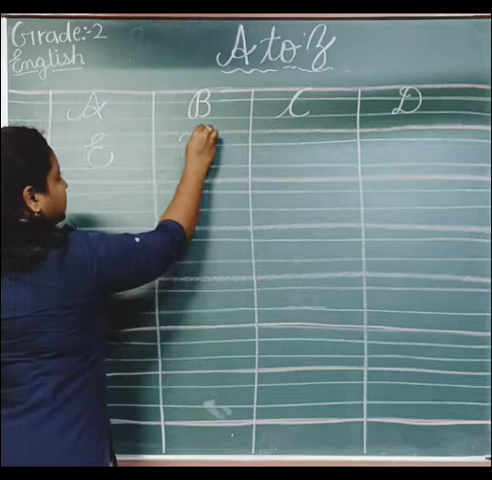 Grade:-2
English
A to Z
A B C D
E